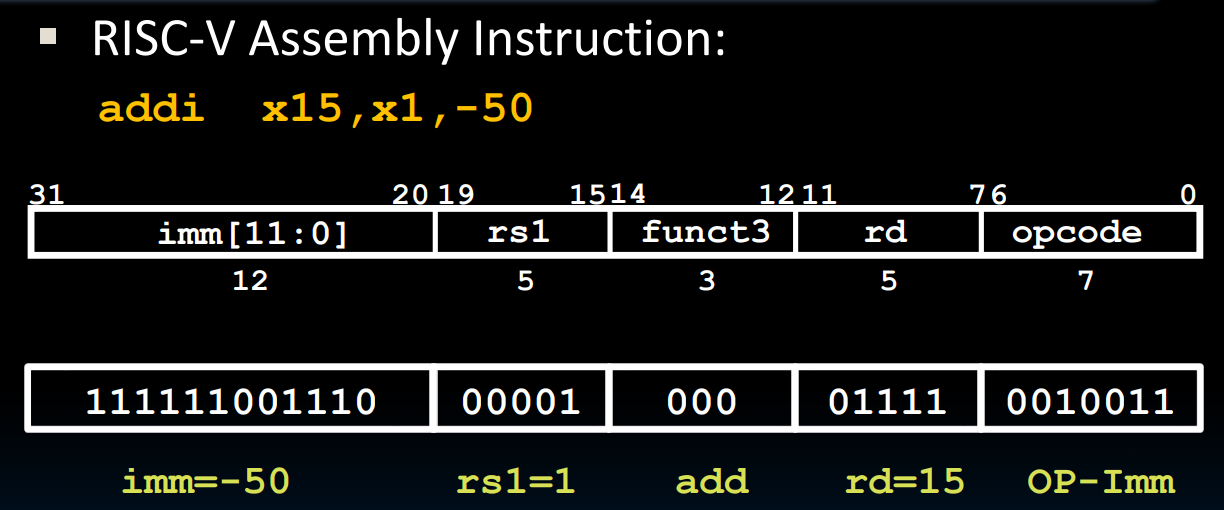 ▪ RISC-V Assembly Instruction:
addi x15,x1,-50
31 20 19 15 14 12 11 7 6 0
imm[11:0] rs1 funct3 rd opcode
12 5 3 5 7
111111001110 00001 000 01111 0010011
imm=-50 rs1=1 add rd=15 OP-Imm